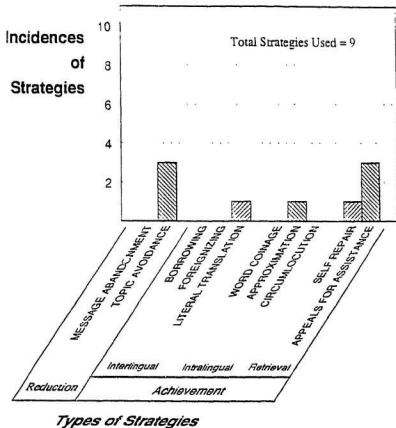 Incidences
of
Strategies
10
8
6
4
2
Total Strategies Used = 9
MESSAGE ABANDONMENT
TOPIC AVOIDANCE
BORROWING
FOREIGNIZING
LITERAL TRANSLATION
WORD COINAGE
APPROXIMATION
CIRCUMLOCUTION
SELF REPAIR
APPEALS FOR ASSISTANCE
Interlingual
Intralingual
Retrieval
Reduction
Achievement
Types of Strategies